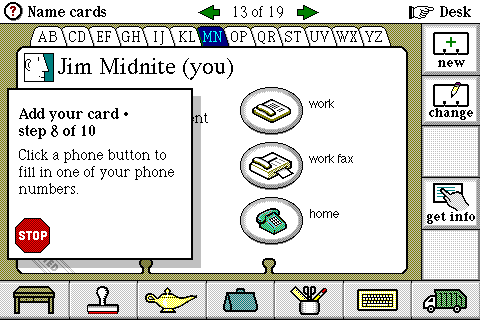 Name cards
13 of 19
Desk
AB CD EF GH IJ KL MN OP QR ST UV WX YZ
Jim Midnite (you)
new
change
get info
Add your card •
step 8 of 10
Click a phone button to
fill in one of your phone
numbers.
STOP
work
work fax
home